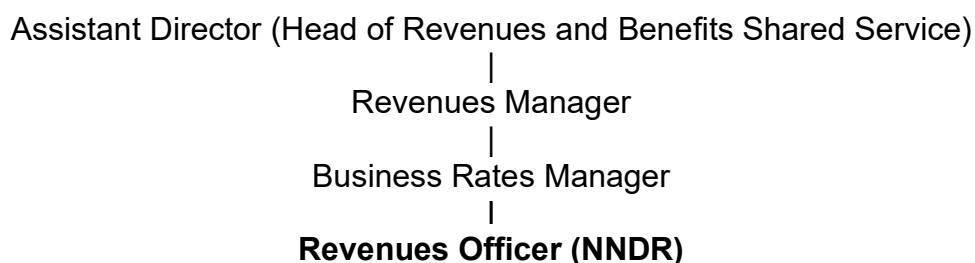 Assistant Director (Head of Revenues and Benefits Shared Service)
|
Revenues Manager
|
Business Rates Manager
|
Revenues Officer (NNDR)